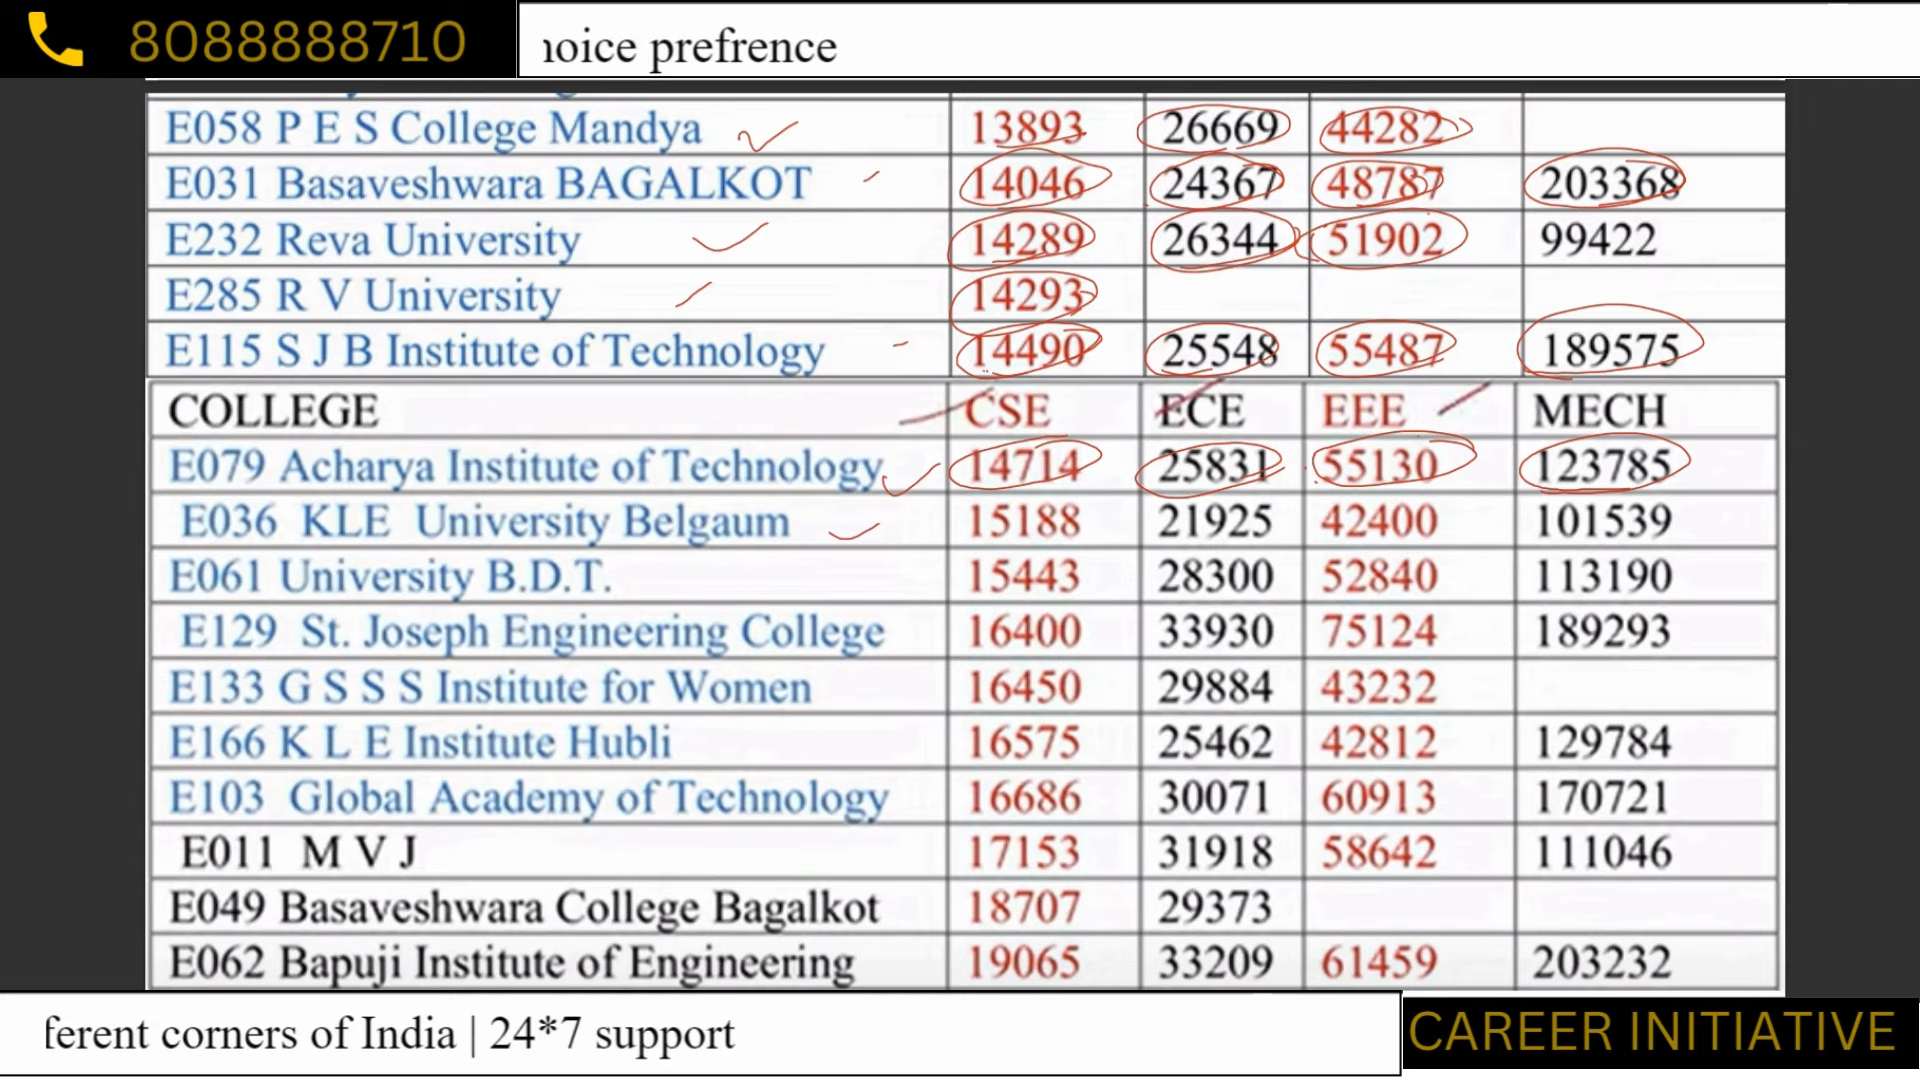 8088888710
oice prefrence
E058 P E S College Mandya 13893 26669 44282
E031 Basaveshwara BAGALKOT 14046 24367 48787 203368
E232 Reva University 14289 26344 51902 99422
E285 R V University 14293
E115 S J B Institute of Technology 14490 25548 55487 189575
COLLEGE CSE ECE EEE MECH
E079 Acharya Institute of Technology 14714 25831 55130 123785
E036 KLE University Belgaum 15188 21925 42400 101539
E061 University B.D.T. 15443 28300 52840 113190
E129 St. Joseph Engineering College 16400 33930 75124 189293
E133 G S S S Institute for Women 16450 29884 43232
E166 K L E Institute Hubli 16575 25462 42812 129784
E103 Global Academy of Technology 16686 30071 60913 170721
E011 M V J 17153 31918 58642 111046
E049 Basaveshwara College Bagalkot 18707 29373
E062 Bapuji Institute of Engineering 19065 33209 61459 203232
ferent corners of India | 24*7 support
CAREER INITIATIVE